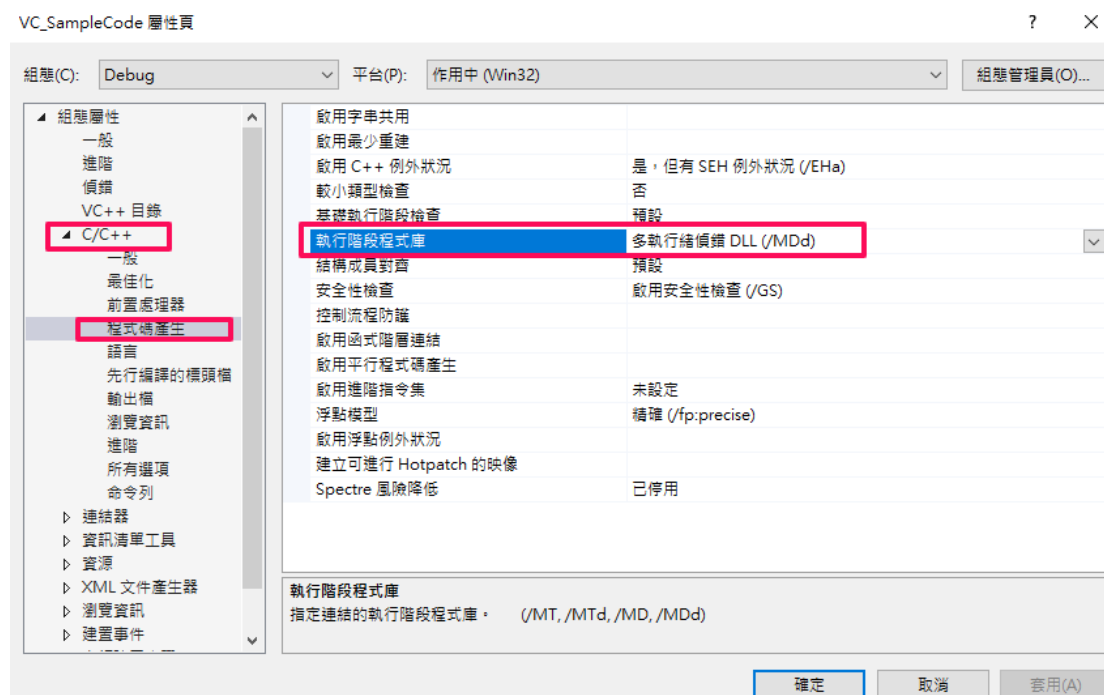 VC_SampleCode 屬性頁
組態(C): Debug 平台(P): 作用中 (Win32) 組態管理員(O)...
組態屬性
一般
進階
偵錯
VC++ 目錄
C/C++
一般
最佳化
前置處理器
程式碼產生
語言
先行編譯的標頭檔
輸出檔
瀏覽資訊
進階
所有選項
命令列
連結器
資訊清單工具
資源
XML 文件產生器
瀏覽資訊
建置事件
啟用字串共用
啟用最少重建
啟用 C++ 例外狀況 是，但有 SEH 例外狀況 (/EHa)
較小類型檢查 否
基礎執行階段檢查 預設
執行階段程式庫 多執行緒偵錯 DLL (/MDd)
結構成員對齊 預設
安全性檢查 啟用安全性檢查 (/GS)
控制流程防護
啟用函式階層連結
啟用平行程式碼產生
啟用進階指令集 未設定
浮點模型 精確 (/fp:precise)
啟用浮點例外狀況
建立可進行 Hotpatch 的映像
Spectre 風險降低 已停用
執行階段程式庫
指定連結的執行階段程式庫。 (/MT, /MTd, /MD, /MDd)
確定 取消 套用(A)